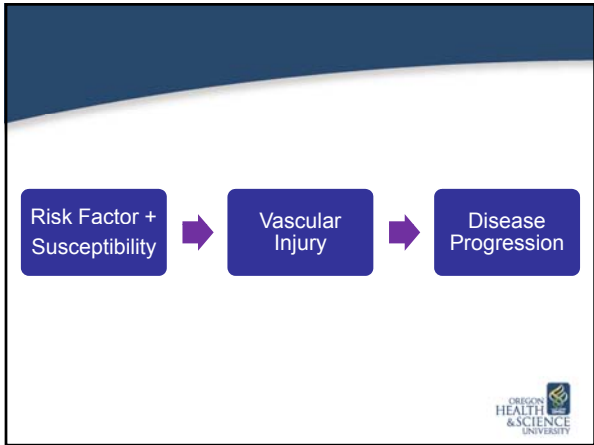 Risk Factor +
Susceptibility
Vascular
Injury
Disease
Progression
OREGON
HEALTH
& SCIENCE
UNIVERSITY